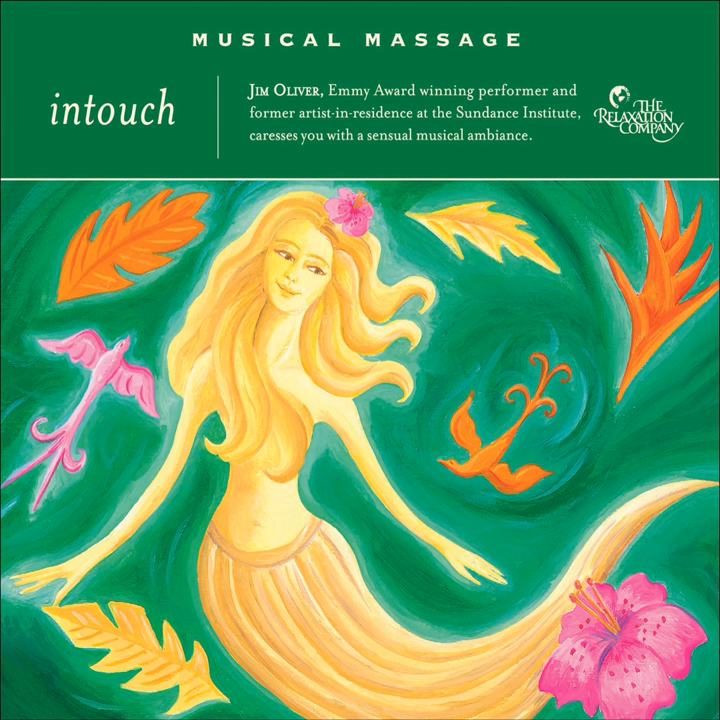 MUSICAL MASSAGE
intouch
JIM OLIVER, Emmy Award winning performer and
former artist-in-residence at the Sundance Institute,
caresses you with a sensual musical ambiance.
THE
RELAXATION
COMPANY